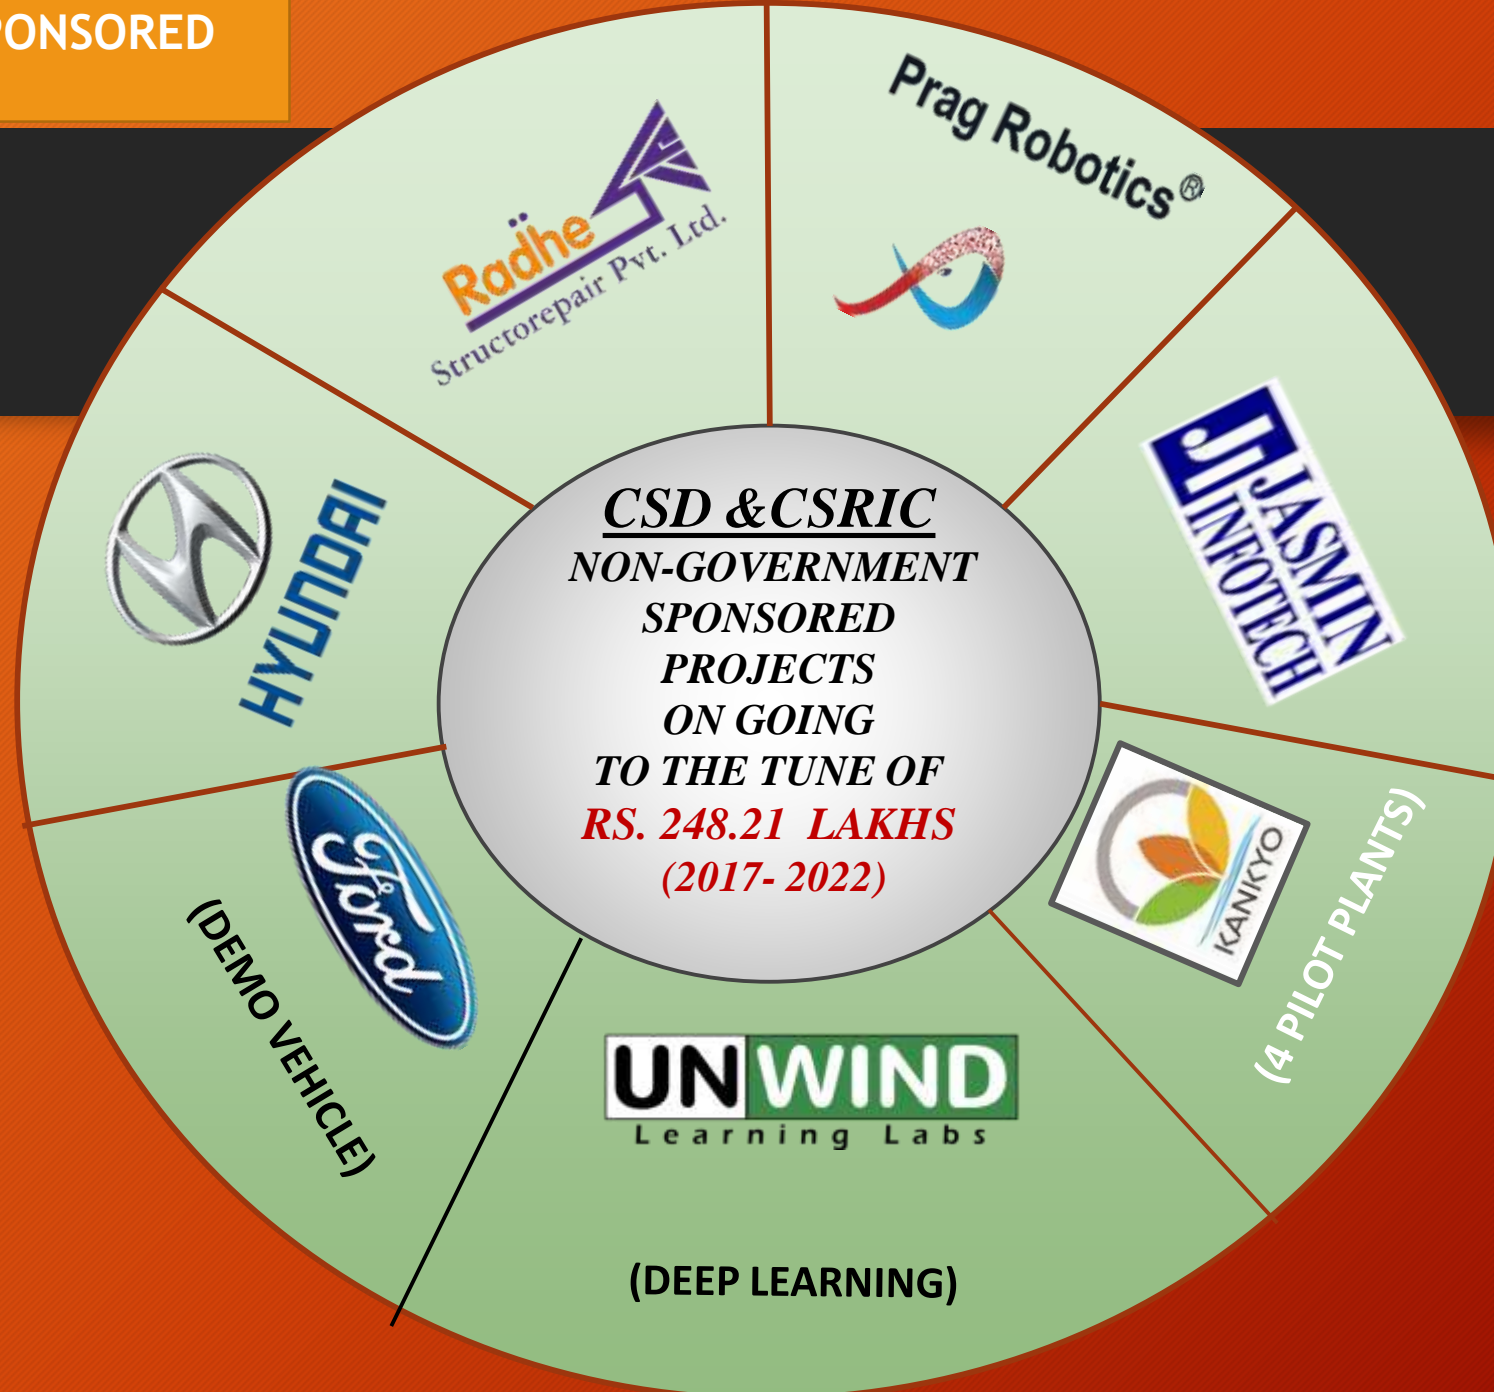 PONSORED
Radhe
Structorepair Pvt. Ltd.
Prag Robotics®
JASMIN
INFOTECH
HYUNDAI
CSD &CSRIC
NON-GOVERNMENT
SPONSORED
PROJECTS
ON GOING
TO THE TUNE OF
RS. 248.21 LAKHS
(2017- 2022)
KANKYO
(4 PILOT PLANTS)
Ford
(DEMO VEHICLE)
UNWIND
Learning Labs
(DEEP LEARNING)